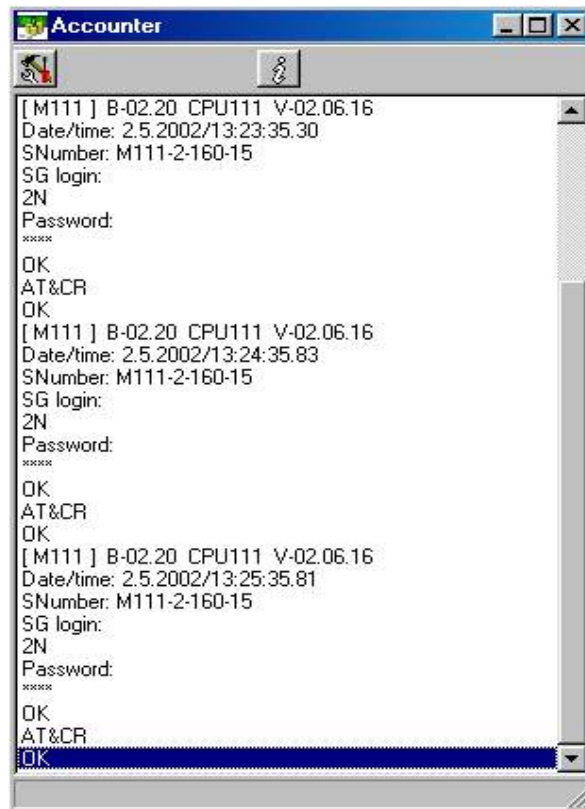 Accounter
[ M111 ] B-02.20 CPU111 V-02.06.16
Date/time: 2.5.2002/13:23:35.30
SNumber: M111-2-160-15
SG login:
2N
Password:
****
OK
AT&CR
OK
[ M111 ] B-02.20 CPU111 V-02.06.16
Date/time: 2.5.2002/13:24:35.83
SNumber: M111-2-160-15
SG login:
2N
Password:
****
OK
AT&CR
OK
[ M111 ] B-02.20 CPU111 V-02.06.16
Date/time: 2.5.2002/13:25:35.81
SNumber: M111-2-160-15
SG login:
2N
Password:
****
OK
AT&CR
OK